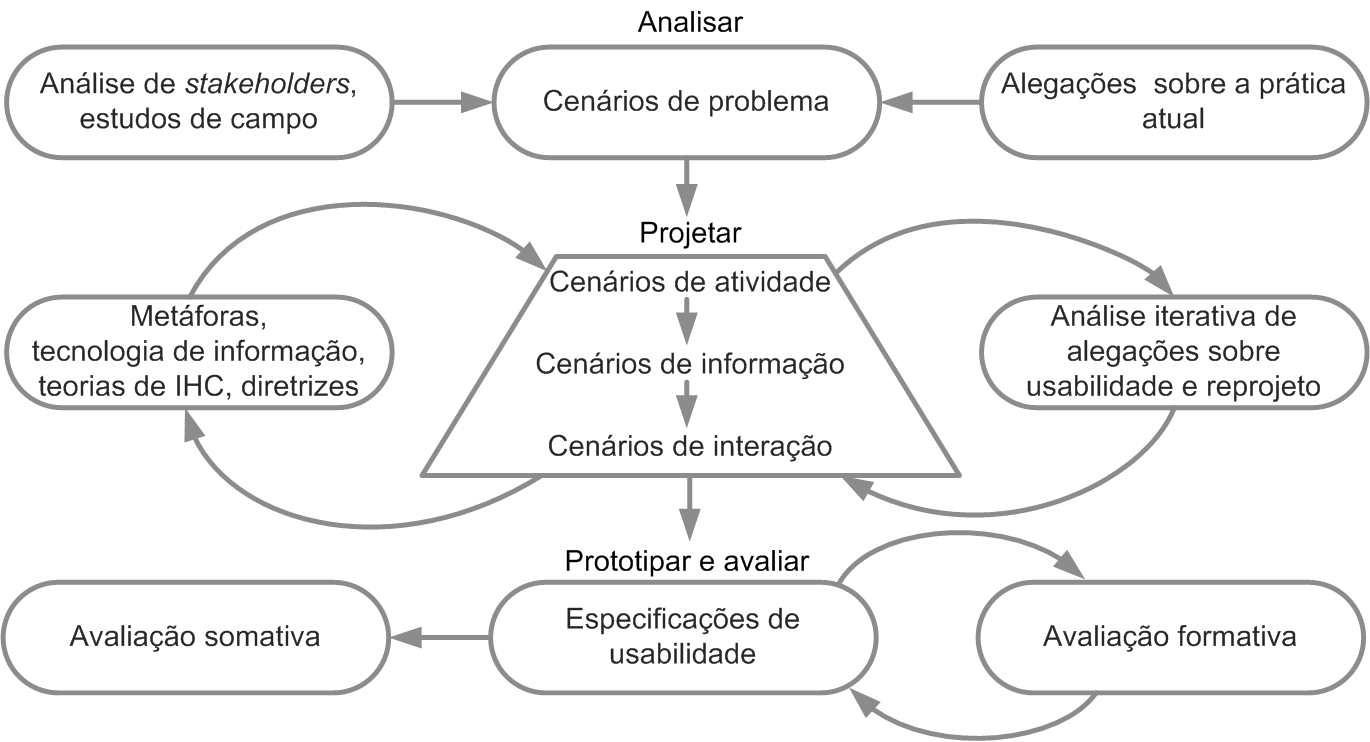 Analisar
Análise de stakeholders,
estudos de campo
Cenários de problema
Alegações sobre a prática
atual
Projetar
Metáforas,
tecnologia de informação,
teorias de IHC, diretrizes
Cenários de atividade
Cenários de informação
Cenários de interação
Análise iterativa de
alegações sobre
usabilidade e reprojeto
Prototipar e avaliar
Avaliação somativa
Especificações de
usabilidade
Avaliação formativa